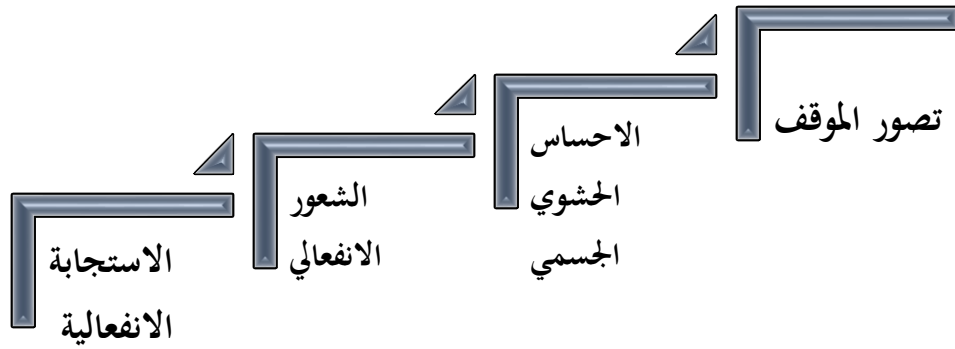 تصور الموقف
الاحساس
الحشوي
الجسمي
الشعور
الانفعالي
الاستجابة
الانفعالية